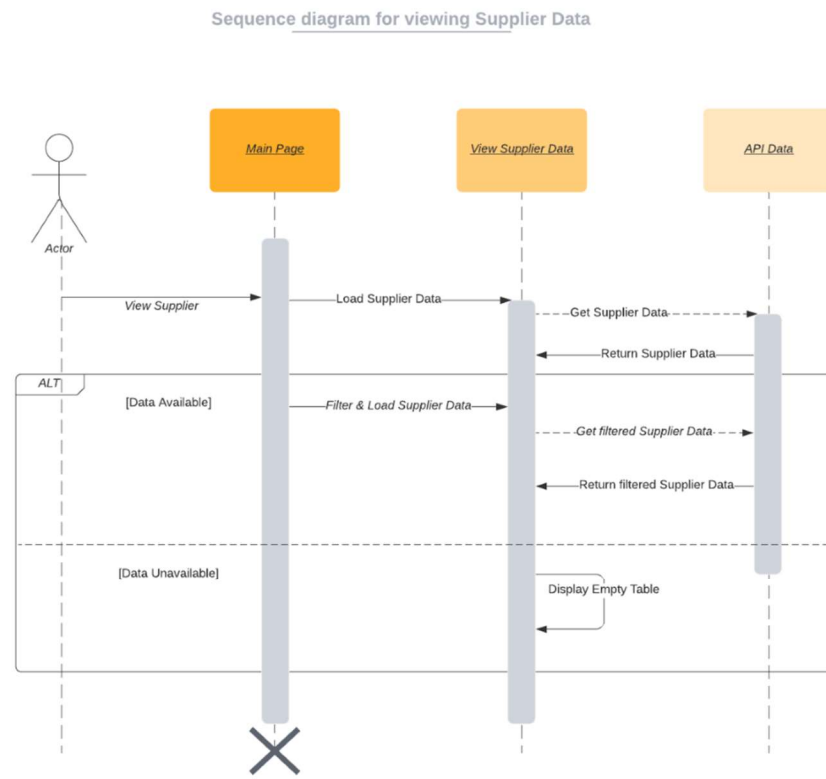 Sequence diagram for viewing Supplier Data
Main Page
View Supplier Data
API Data
Actor
View Supplier
Load Supplier Data
Get Supplier Data
Return Supplier Data
ALT
[Data Available]
Filter & Load Supplier Data
Get filtered Supplier Data
Return filtered Supplier Data
[Data Unavailable]
Display Empty Table